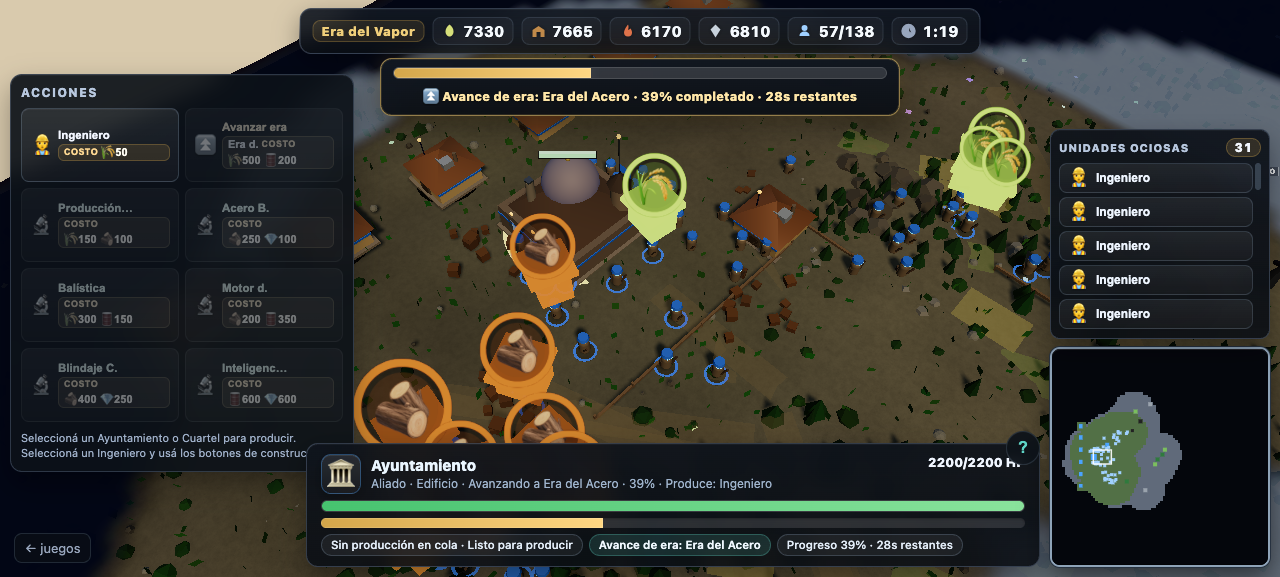 Era del Vapor 7330 7665 6170 6810 57/138 1:19
Avance de era: Era del Acero · 39% completado · 28s restantes
ACCIONES
Ingeniero
COSTO 50
Avanzar era
Era d. COSTO
500 200
Producción...
COSTO
150 100
Acero B.
COSTO
250 100
Balística
COSTO
300 150
Motor d.
COSTO
200 350
Blindaje C.
COSTO
400 250
Inteligenc...
COSTO
600 600
Seleccioná un Ayuntamiento o Cuartel para producir.
Seleccioná un Ingeniero y usá los botones de construc
UNIDADES OCIOSAS 31
Ingeniero
Ingeniero
Ingeniero
Ingeniero
Ingeniero
?
Ayuntamiento
2200/2200
Aliado · Edificio · Avanzando a Era del Acero · 39% · Produce: Ingeniero
Sin producción en cola · Listo para producir
Avance de era: Era del Acero
Progreso 39% · 28s restantes
← juegos